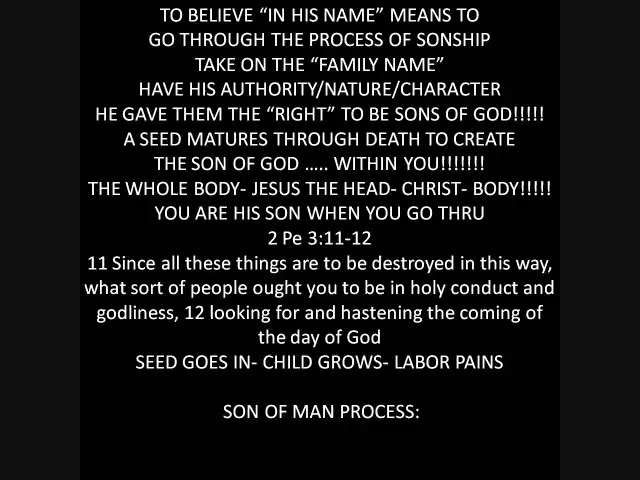 TO BELIEVE “IN HIS NAME” MEANS TO
GO THROUGH THE PROCESS OF SONSHIP
TAKE ON THE “FAMILY NAME”
HAVE HIS AUTHORITY/NATURE/CHARACTER
HE GAVE THEM THE “RIGHT” TO BE SONS OF GOD!!!!!
A SEED MATURES THROUGH DEATH TO CREATE
THE SON OF GOD ….. WITHIN YOU!!!!!!!
THE WHOLE BODY- JESUS THE HEAD- CHRIST- BODY!!!!!
YOU ARE HIS SON WHEN YOU GO THRU
2 Pe 3:11-12
11 Since all these things are to be destroyed in this way,
what sort of people ought you to be in holy conduct and
godliness, 12 looking for and hastening the coming of
the day of God
SEED GOES IN- CHILD GROWS- LABOR PAINS
SON OF MAN PROCESS: